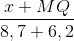 x + MQ
8,7 + 6,2